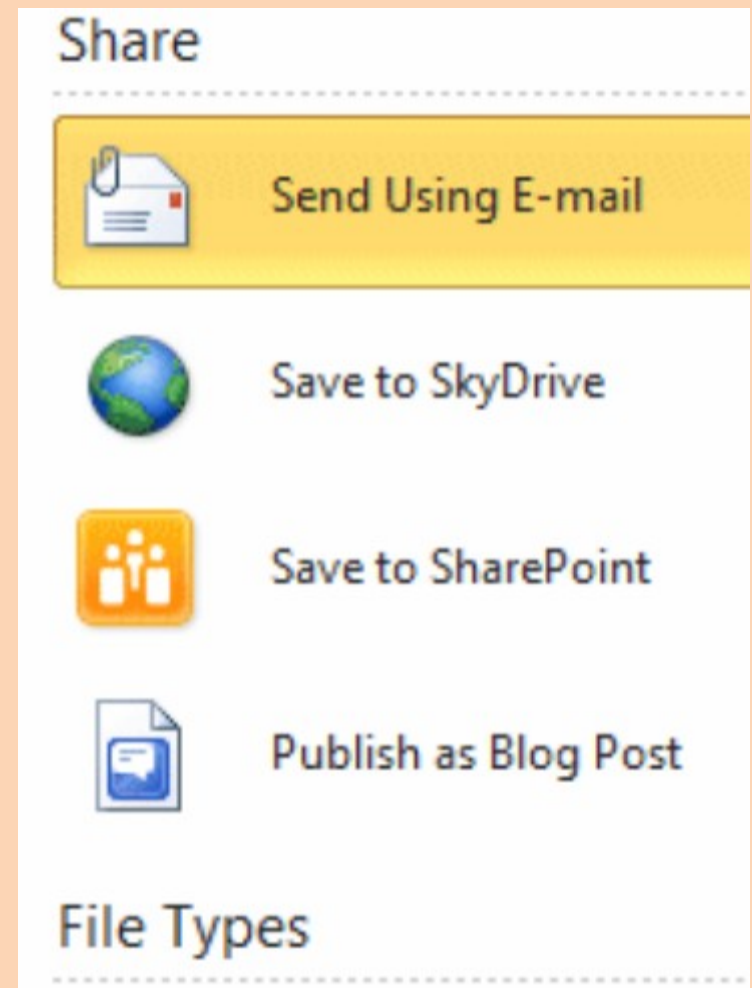 Share
Send Using E-mail
Save to SkyDrive
Save to SharePoint
Publish as Blog Post
File Types